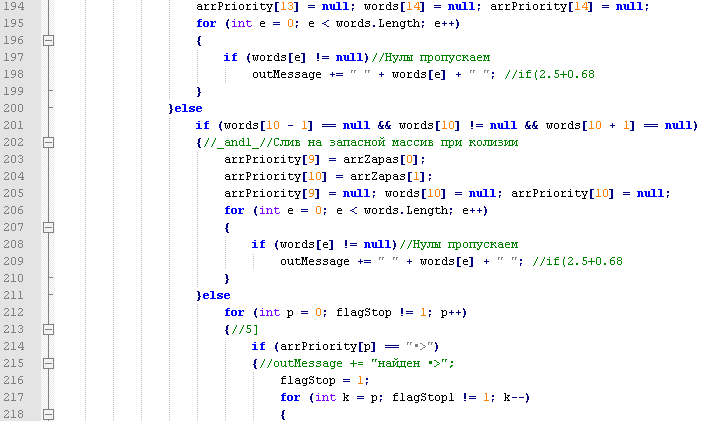 194 arrPriority[13] = null; words[14] = null; arrPriority[14] = null;
195 for (int e = 0; e < words.Length; e++)
196 {
197 if (words[e] != null)//Нулы пропускаем
198 outMessage += " " + words[e] + " "; //if(2.5+0.68
199 }
200 }else
201 if (words[10 - 1] == null && words[10] != null && words[10 + 1] == null)
202 {//_and1_//Слив на запасной массив при колизии
203 arrPriority[9] = arrZapas[0];
204 arrPriority[10] = arrZapas[1];
205 arrPriority[9] = null; words[10] = null; arrPriority[10] = null;
206 for (int e = 0; e < words.Length; e++)
207 {
208 if (words[e] != null)//Нулы пропускаем
209 outMessage += " " + words[e] + " "; //if(2.5+0.68
210 }
211 }else
212 for (int p = 0; flagStop != 1; p++)
213 {//5]
214 if (arrPriority[p] == "•>")
215 {//outMessage += "найден •>";
216 flagStop = 1;
217 for (int k = p; flagStop1 != 1; k--)
218 {